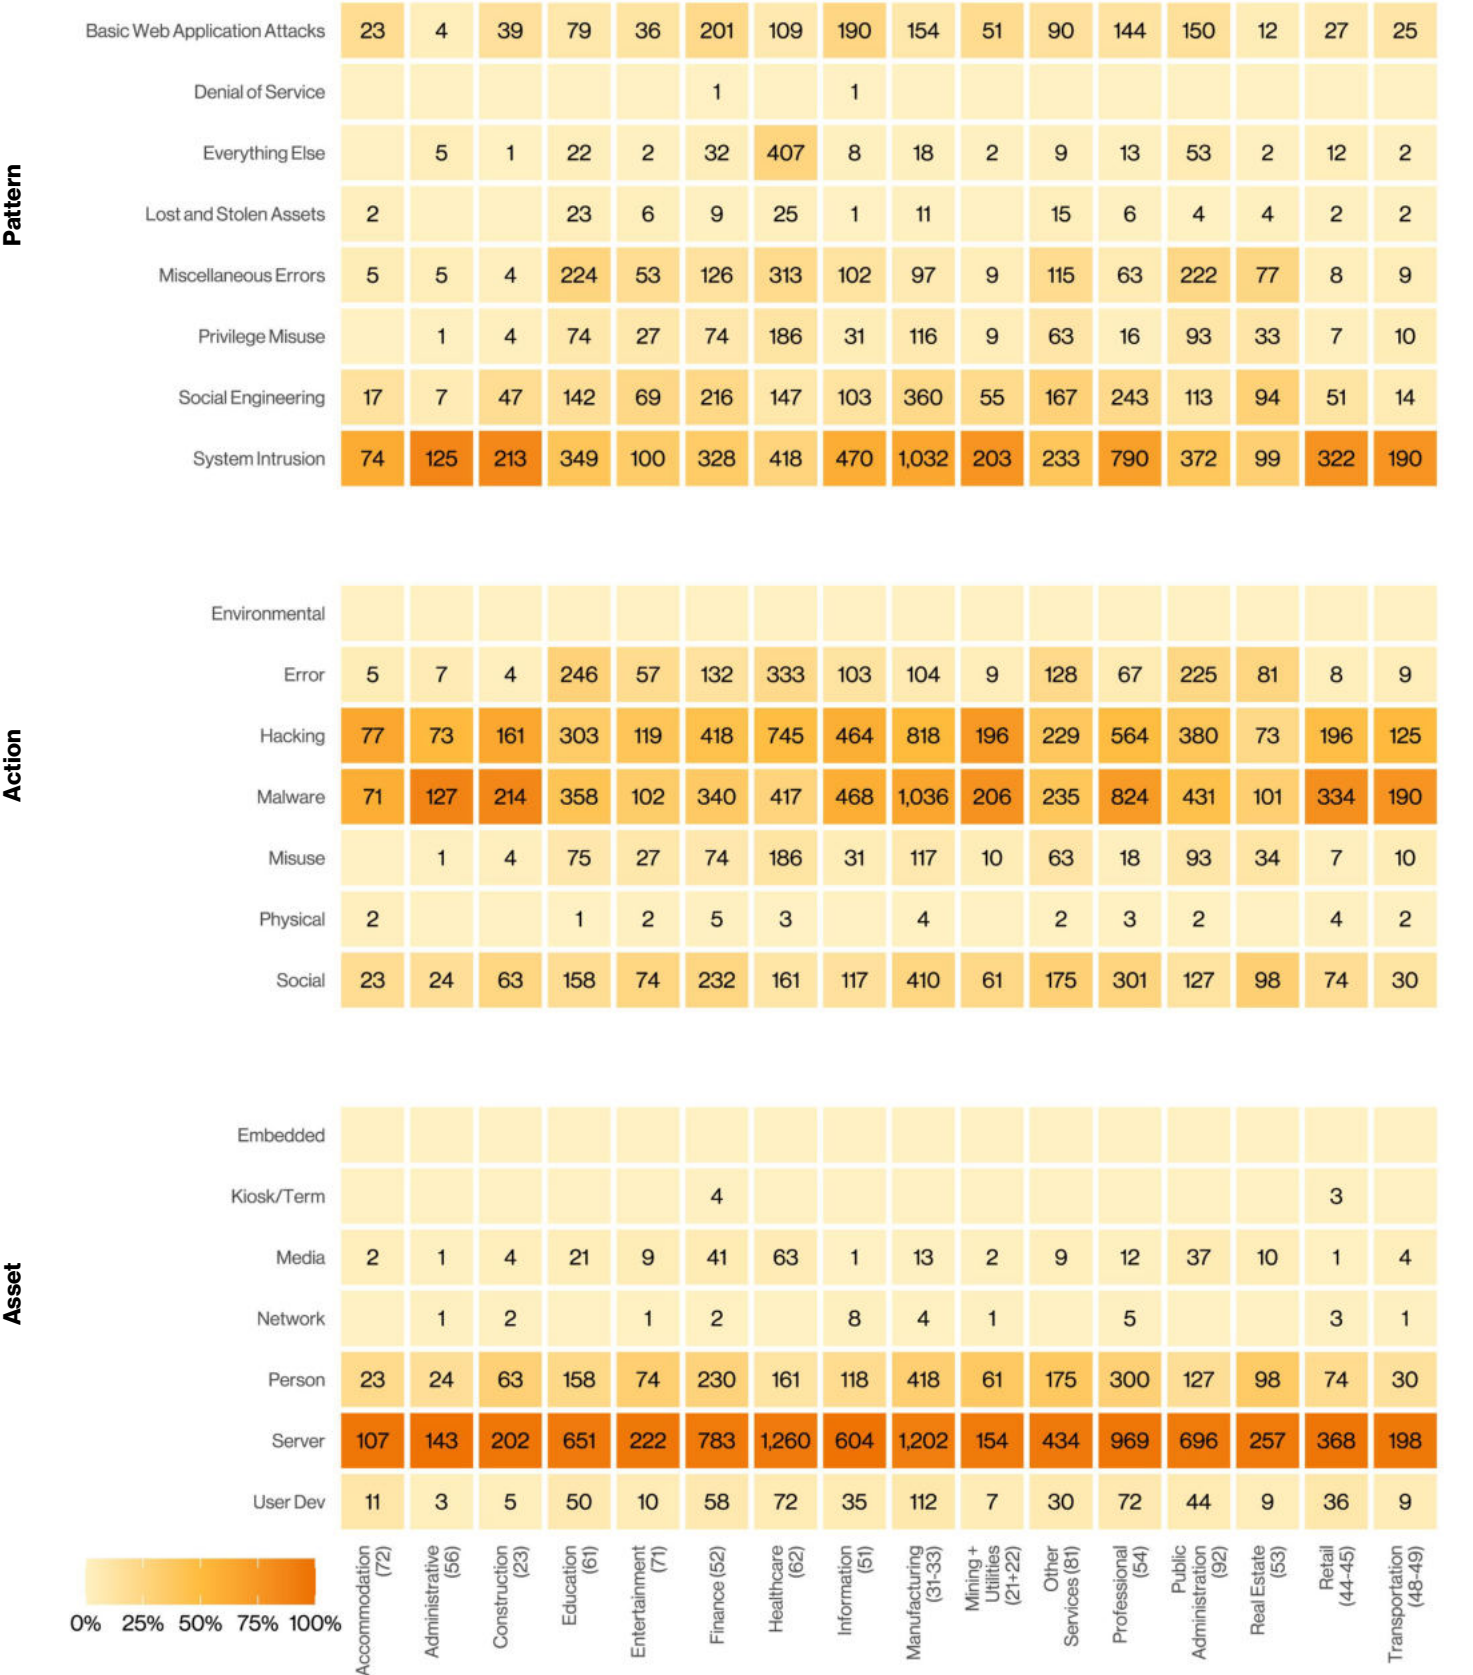 Pattern
Basic Web Application Attacks 23 4 39 79 36 201 109 190 154 51 90 144 150 12 27 25
Denial of Service 1 1
Everything Else 5 1 22 2 32 407 8 18 2 9 13 53 2 12 2
Lost and Stolen Assets 2 23 6 9 25 1 11 15 6 4 4 2 2
Miscellaneous Errors 5 5 4 224 53 126 313 102 97 9 115 63 222 77 8 9
Privilege Misuse 1 4 74 27 74 186 31 116 9 63 16 93 33 7 10
Social Engineering 17 7 47 142 69 216 147 103 360 55 167 243 113 94 51 14
System Intrusion 74 125 213 349 100 328 418 470 1,032 203 233 790 372 99 322 190
Action
Environmental
Error 5 7 4 246 57 132 333 103 104 9 128 67 225 81 8 9
Hacking 77 73 161 303 119 418 745 464 818 196 229 564 380 73 196 125
Malware 71 127 214 358 102 340 417 468 1,036 206 235 824 431 101 334 190
Misuse 1 4 75 27 74 186 31 117 10 63 18 93 34 7 10
Physical 2 1 2 5 3 4 2 3 2 4 2
Social 23 24 63 158 74 232 161 117 410 61 175 301 127 98 74 30
Asset
Embedded
Kiosk/Term 4 3
Media 2 1 4 21 9 41 63 1 13 2 9 12 37 10 1 4
Network 1 2 1 2 8 4 1 5 3 1
Person 23 24 63 158 74 230 161 118 418 61 175 300 127 98 74 30
Server 107 143 202 651 222 783 1,260 604 1,202 154 434 969 696 257 368 198
User Dev 11 3 5 50 10 58 72 35 112 7 30 72 44 9 36 9
0% 25% 50% 75% 100%
Accommodation
(72)
Administrative
(56)
Construction
(23)
Education
(61)
Entertainment
(71)
Finance (52)
Healthcare
(62)
Information
(51)
Manufacturing
(31-33)
Mining +
Utilities
(21+22)
Other
Services (81)
Professional
(54)
Public
Administration
(92)
Real Estate
(53)
Retail
(44-45)
Transportation
(48-49)